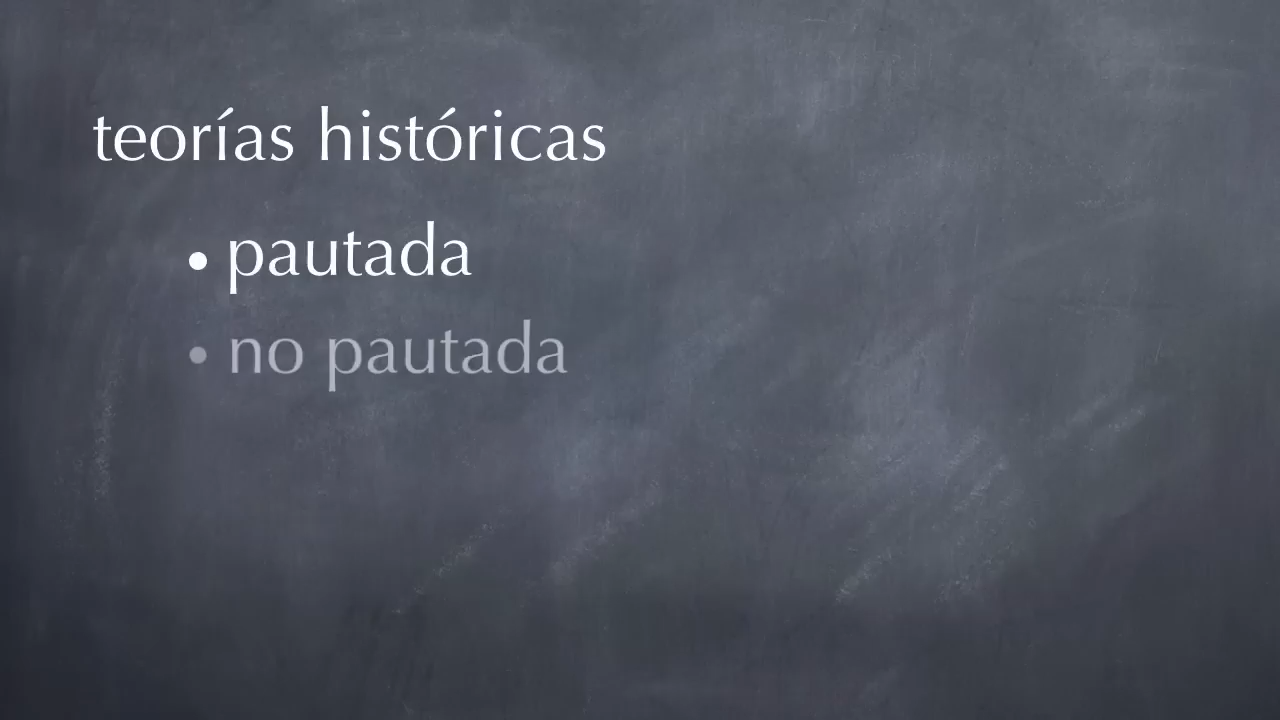 teorías históricas
• pautada
• no pautada